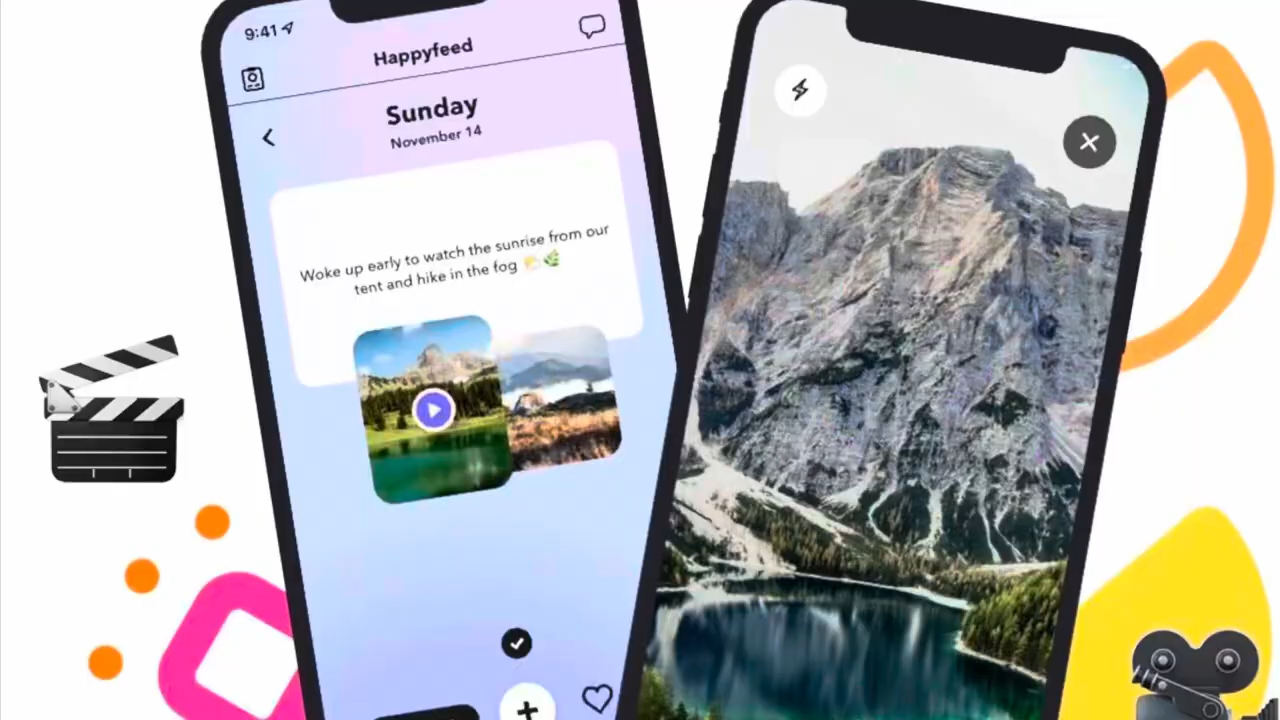 9:41
Happyfeed
Sunday
November 14
Woke up early to watch the sunrise from our
tent and hike in the fog 🌤️🌿